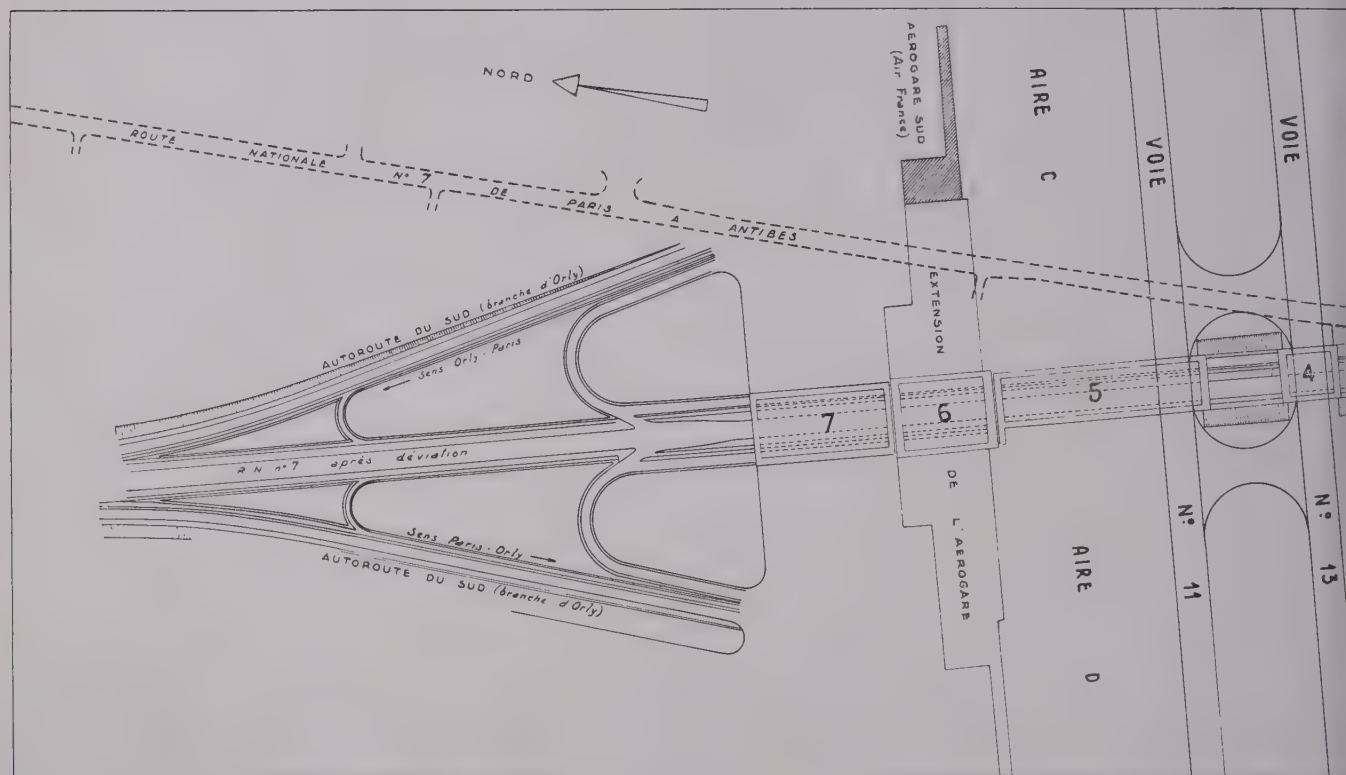 NORD
AEROGARE SUD
(Air France)
AIRE C
VOIE N° 11
VOIE N° 13
ROUTE NATIONALE N° 7 DE PARIS A ANTIBES
AUTOROUTE DU SUD (branche d'Orly)
Sens Orly-Paris
EXTENSION DE L'AEROGARE
R N n° 7 après déviation
7
6
5
4
Sens Paris-Orly
AUTOROUTE DU SUD (branche d'Orly)
AIRE D